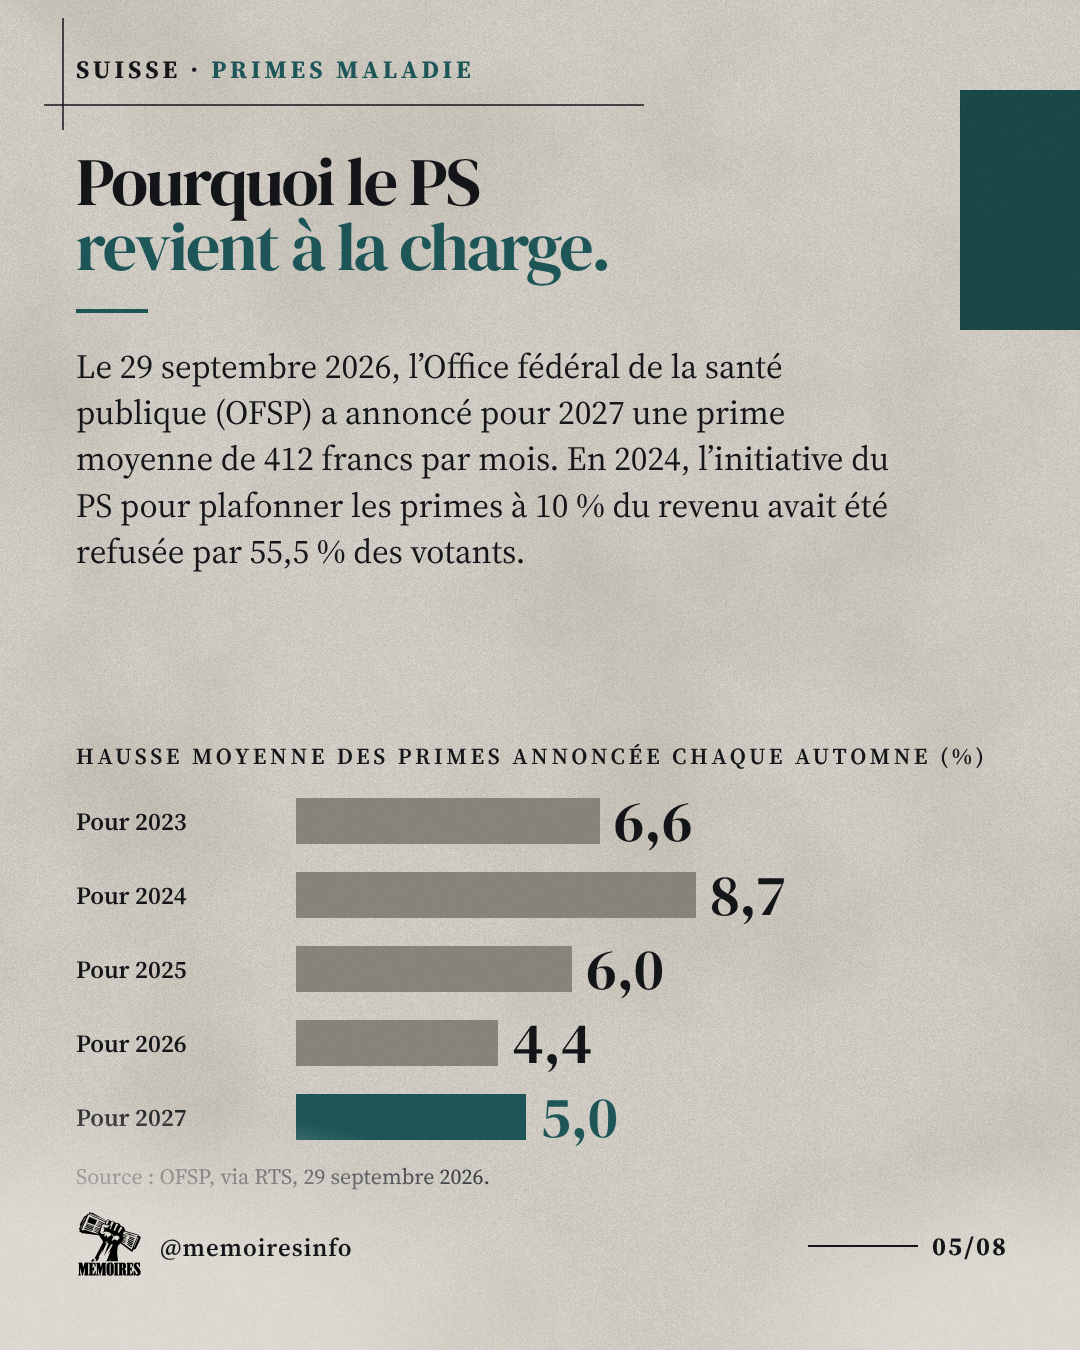 SUISSE · PRIMES MALADIE
Pourquoi le PS
revient à la charge.
Le 29 septembre 2026, l’Office fédéral de la santé
publique (OFSP) a annoncé pour 2027 une prime
moyenne de 412 francs par mois. En 2024, l’initiative du
PS pour plafonner les primes à 10 % du revenu avait été
refusée par 55,5 % des votants.
HAUSSE MOYENNE DES PRIMES ANNONCÉE CHAQUE AUTOMNE (%)
Pour 2023 6,6
Pour 2024 8,7
Pour 2025 6,0
Pour 2026 4,4
Pour 2027 5,0
Source : OFSP, via RTS, 29 septembre 2026.
MÉMOIRES
@memoiresinfo
05/08